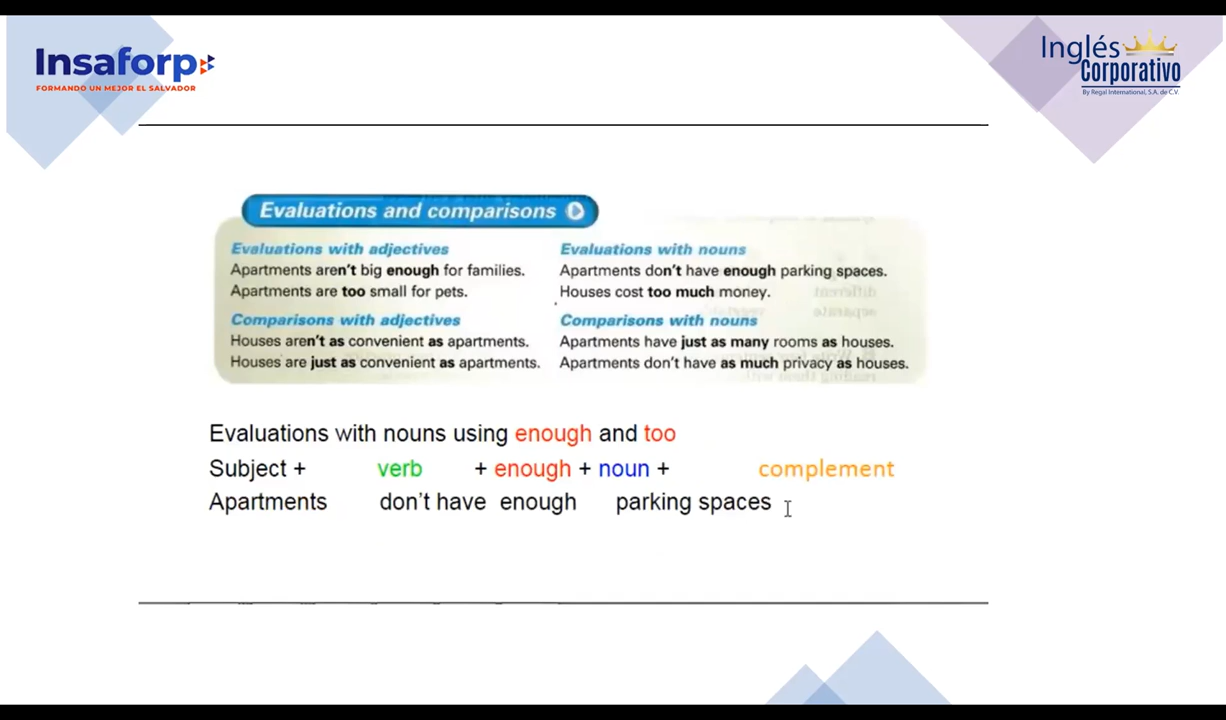 Insaforp
FORMANDO UN MEJOR EL SALVADOR
Inglés
Corporativo
By Regal International, S.A. de C.V.
Evaluations and comparisons
Evaluations with adjectives
Apartments aren't big enough for families.
Apartments are too small for pets.
Comparisons with adjectives
Houses aren't as convenient as apartments.
Houses are just as convenient as apartments.
Evaluations with nouns
Apartments don't have enough parking spaces.
Houses cost too much money.
Comparisons with nouns
Apartments have just as many rooms as houses.
Apartments don't have as much privacy as houses.
Evaluations with nouns using enough and too
Subject + verb + enough + noun + complement
Apartments don't have enough parking spaces